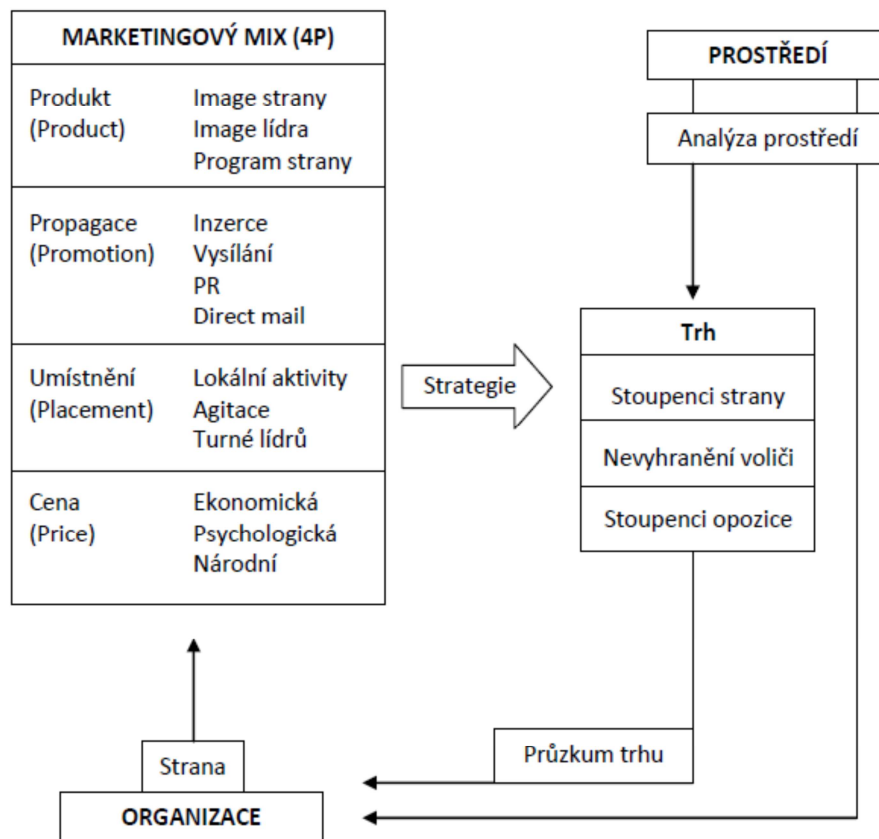 MARKETINGOVÝ MIX (4P)
Produkt
(Product)
Image strany
Image lídra
Program strany
Propagace
(Promotion)
Inzerce
Vysílání
PR
Direct mail
Umístnění
(Placement)
Lokální aktivity
Agitace
Turné lídrů
Cena
(Price)
Ekonomická
Psychologická
Národní
Strategie
PROSTŘEDÍ
Analýza prostředí
Trh
Stoupenci strany
Nevyhranění voliči
Stoupenci opozice
Průzkum trhu
Strana
ORGANIZACE